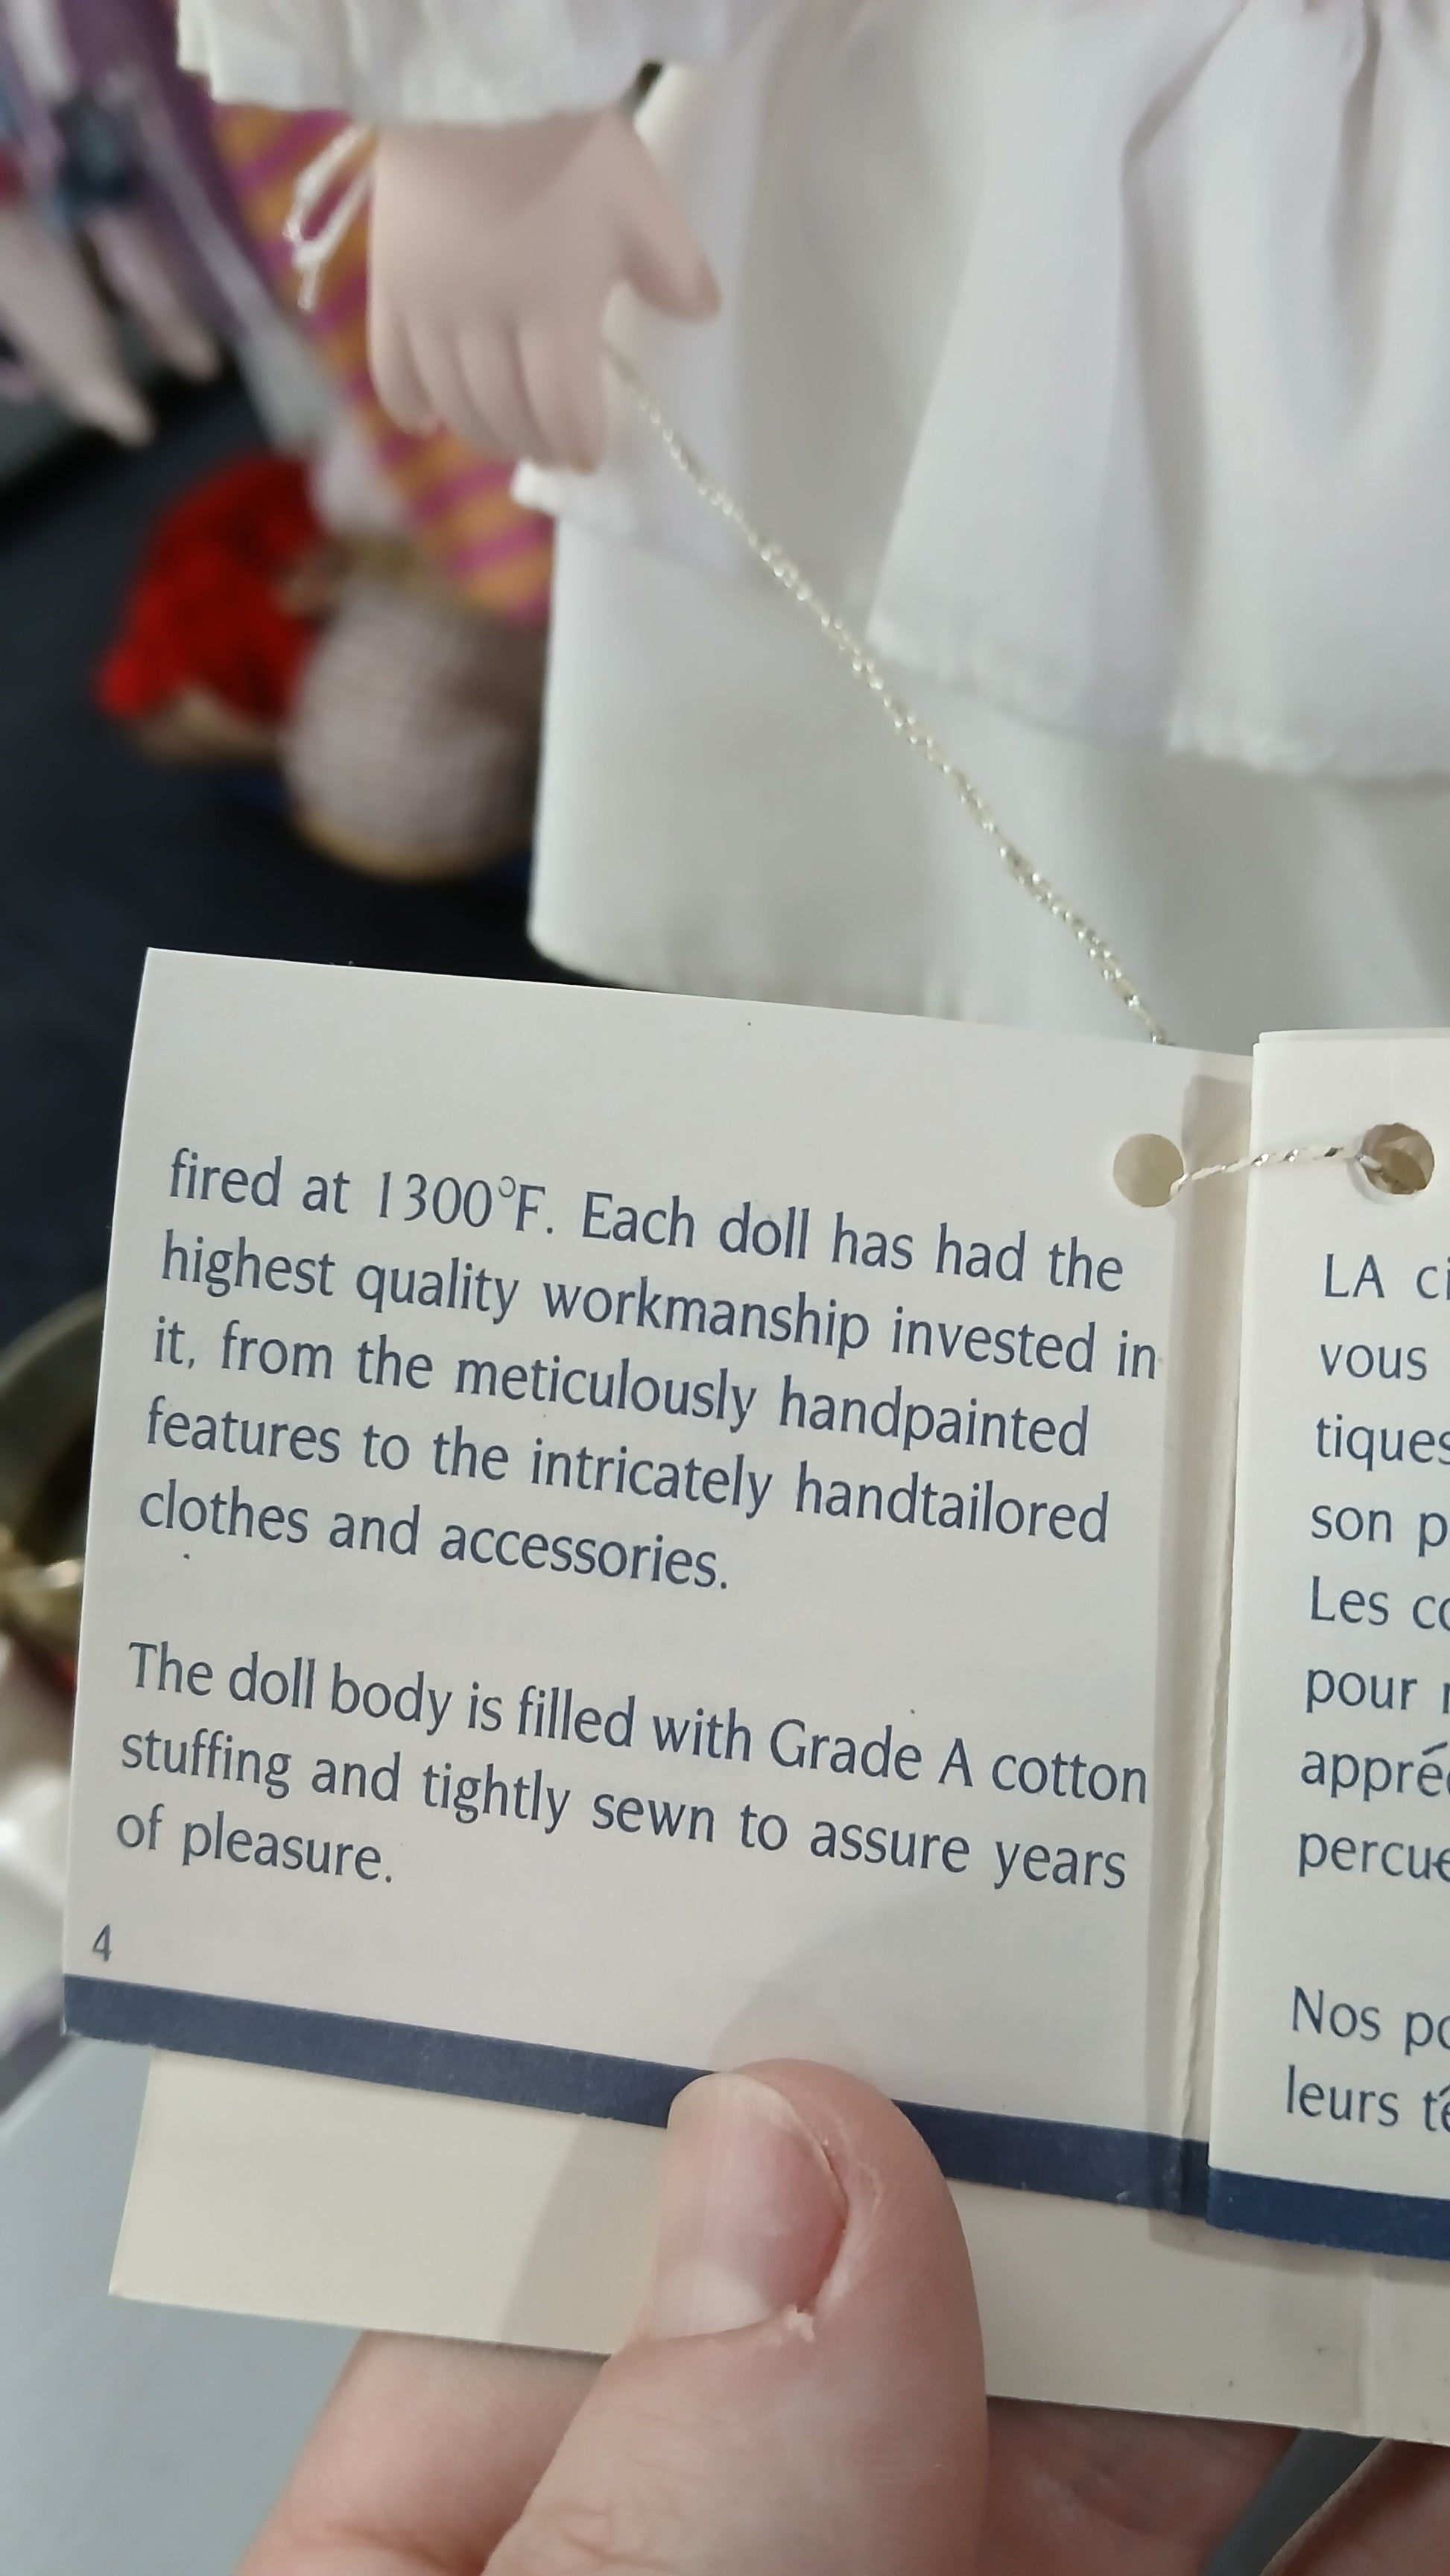 fired at 1300°F. Each doll has had the
highest quality workmanship invested in
it, from the meticulously handpainted
features to the intricately handtailored
clothes and accessories.
The doll body is filled with Grade A cotton
stuffing and tightly sewn to assure years
of pleasure.
4
LA
vous
tiques
son
Les
pour
Nos
leurs